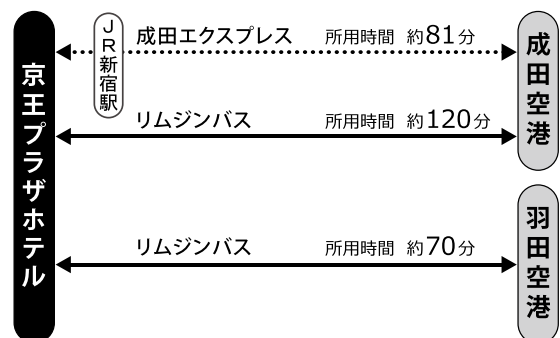 京王プラザホテル
JR新宿駅
成田エクスプレス 所用時間 約81分
リムジンバス 所用時間 約120分
成田空港
リムジンバス 所用時間 約70分
羽田空港